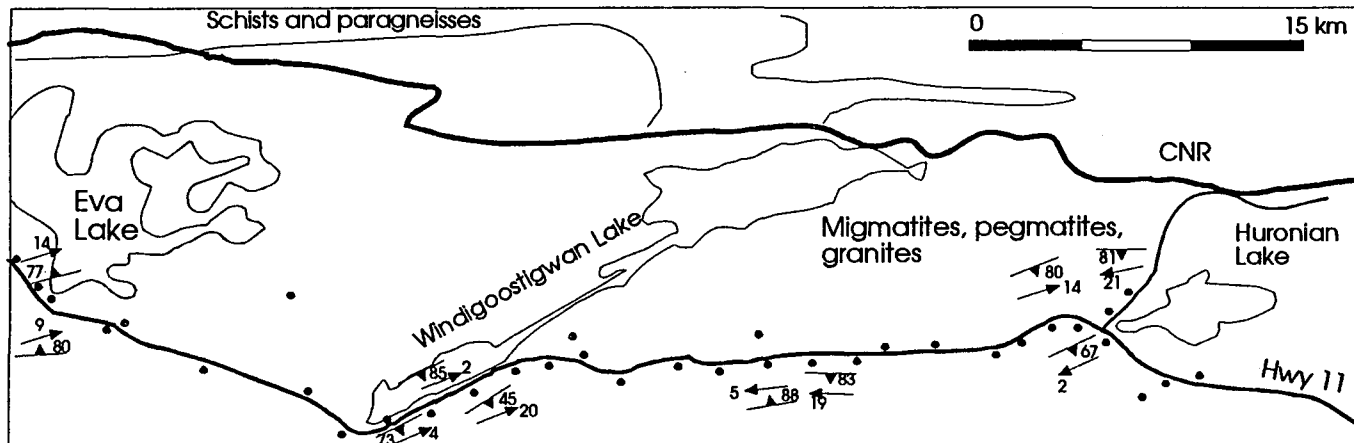 Schists and paragneisses
0 15 km
CNR
Eva
Lake
Windigoostigwan Lake
Migmatites, pegmatites,
granites
Huronian
Lake
14
77
9
80
85
2
45
20
73
4
5
88
83
19
80
14
81
21
67
2
Hwy 11